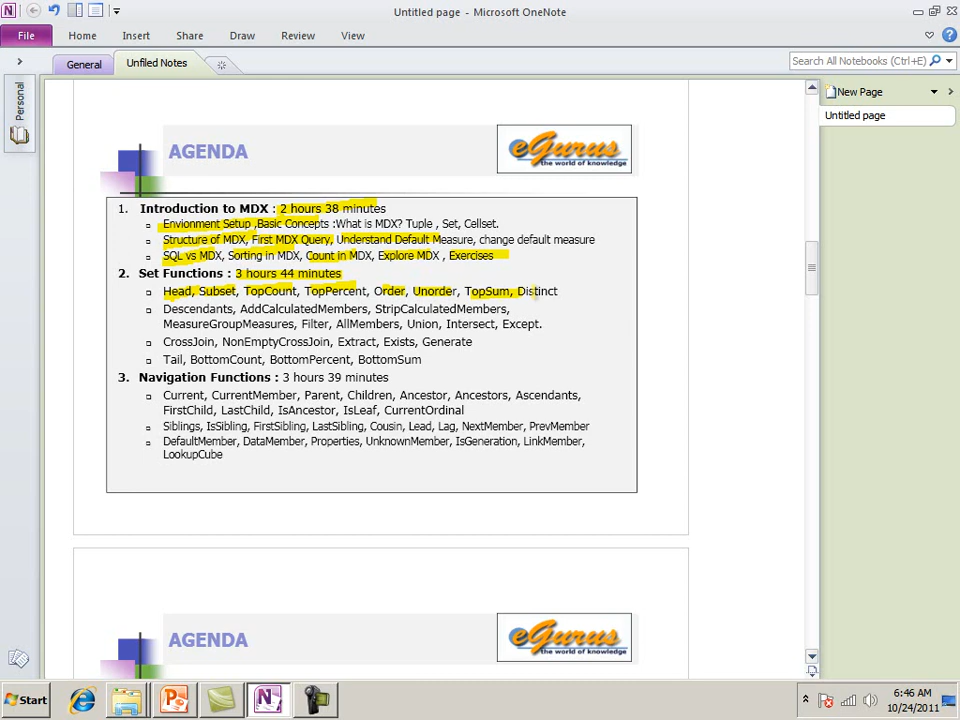 Untitled page - Microsoft OneNote
File Home Insert Share Draw Review View
General Unfiled Notes Search All Notebooks (Ctrl+E)
Personal
New Page
Untitled page
AGENDA
eGurus
the world of knowledge
1. Introduction to MDX : 2 hours 38 minutes
Envionment Setup ,Basic Concepts :What is MDX? Tuple , Set, Cellset.
Structure of MDX, First MDX Query, Understand Default Measure, change default measure
SQL vs MDX, Sorting in MDX, Count in MDX, Explore MDX , Exercises
2. Set Functions : 3 hours 44 minutes
Head, Subset, TopCount, TopPercent, Order, Unorder, TopSum, Distinct
Descendants, AddCalculatedMembers, StripCalculatedMembers,
MeasureGroupMeasures, Filter, AllMembers, Union, Intersect, Except.
CrossJoin, NonEmptyCrossJoin, Extract, Exists, Generate
Tail, BottomCount, BottomPercent, BottomSum
3. Navigation Functions : 3 hours 39 minutes
Current, CurrentMember, Parent, Children, Ancestor, Ancestors, Ascendants,
FirstChild, LastChild, IsAncestor, IsLeaf, CurrentOrdinal
Siblings, IsSibling, FirstSibling, LastSibling, Cousin, Lead, Lag, NextMember, PrevMember
DefaultMember, DataMember, Properties, UnknownMember, IsGeneration, LinkMember,
LookupCube
AGENDA
eGurus
the world of knowledge
Start
6:46 AM
10/24/2011